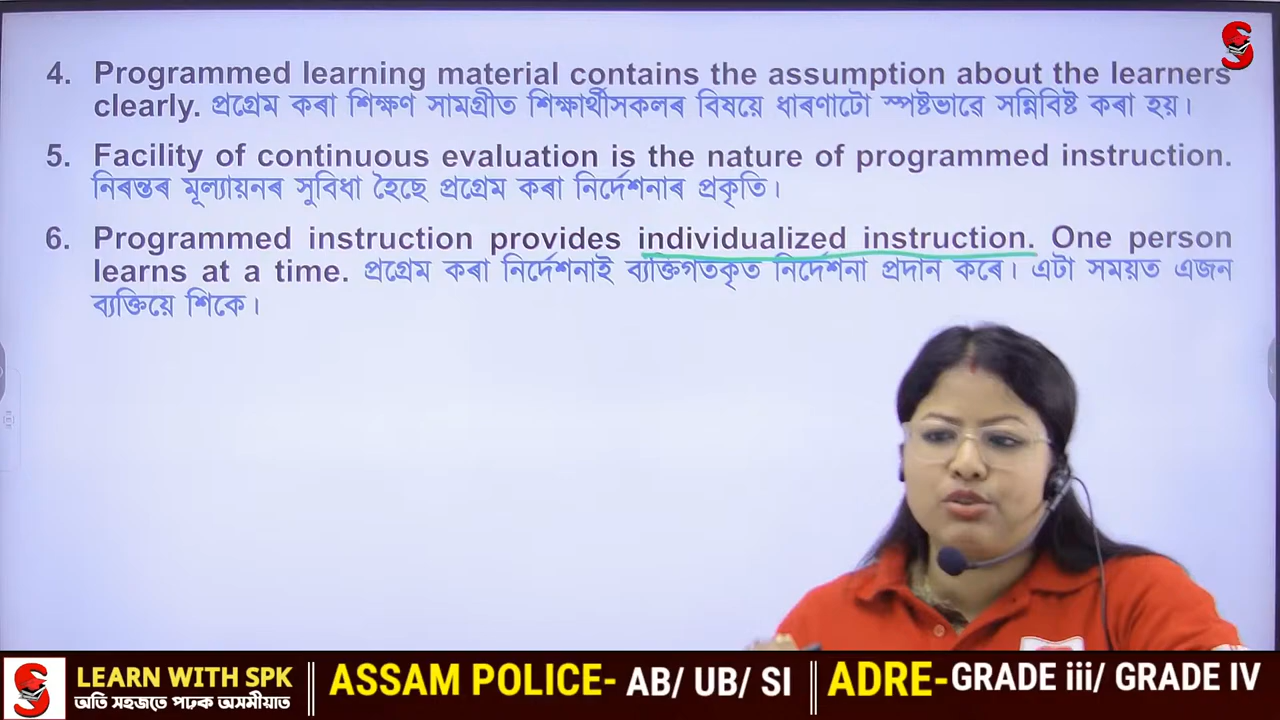 4. Programmed learning material contains the assumption about the learners
clearly. প্ৰগ্ৰেম কৰা শিক্ষণ সামগ্ৰীত শিক্ষাৰ্থীসকলৰ বিষয়ে ধাৰণাটো স্পষ্টভাৱে সন্নিবিষ্ট কৰা হয়।
5. Facility of continuous evaluation is the nature of programmed instruction.
নিৰন্তৰ মূল্যায়নৰ সুবিধা হৈছে প্ৰগ্ৰেম কৰা নিৰ্দেশনাৰ প্ৰকৃতি।
6. Programmed instruction provides individualized instruction. One person
learns at a time. প্ৰগ্ৰেম কৰা নিৰ্দেশনাই ব্যক্তিগতকৃত নিৰ্দেশনা প্ৰদান কৰে। এটা সময়ত এজন
ব্যক্তিয়ে শিকে।
LEARN WITH SPK
অতি সহজতে পঢ়ক অসমীয়াত
ASSAM POLICE- AB/ UB/ SI
ADRE-GRADE iii/ GRADE IV